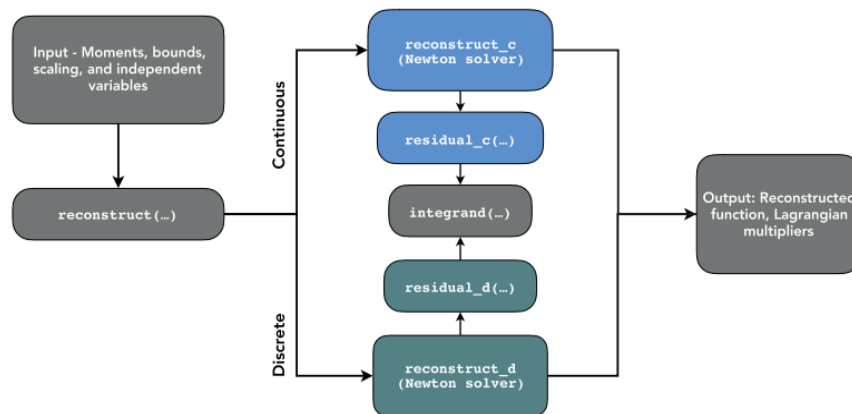 Input - Moments, bounds,
scaling, and independent
variables
reconstruct(…)
Continuous
Discrete
reconstruct_c
(Newton solver)
residual_c(…)
integrand(…)
residual_d(…)
reconstruct_d
(Newton solver)
Output: Reconstructed
function, Lagrangian
multipliers